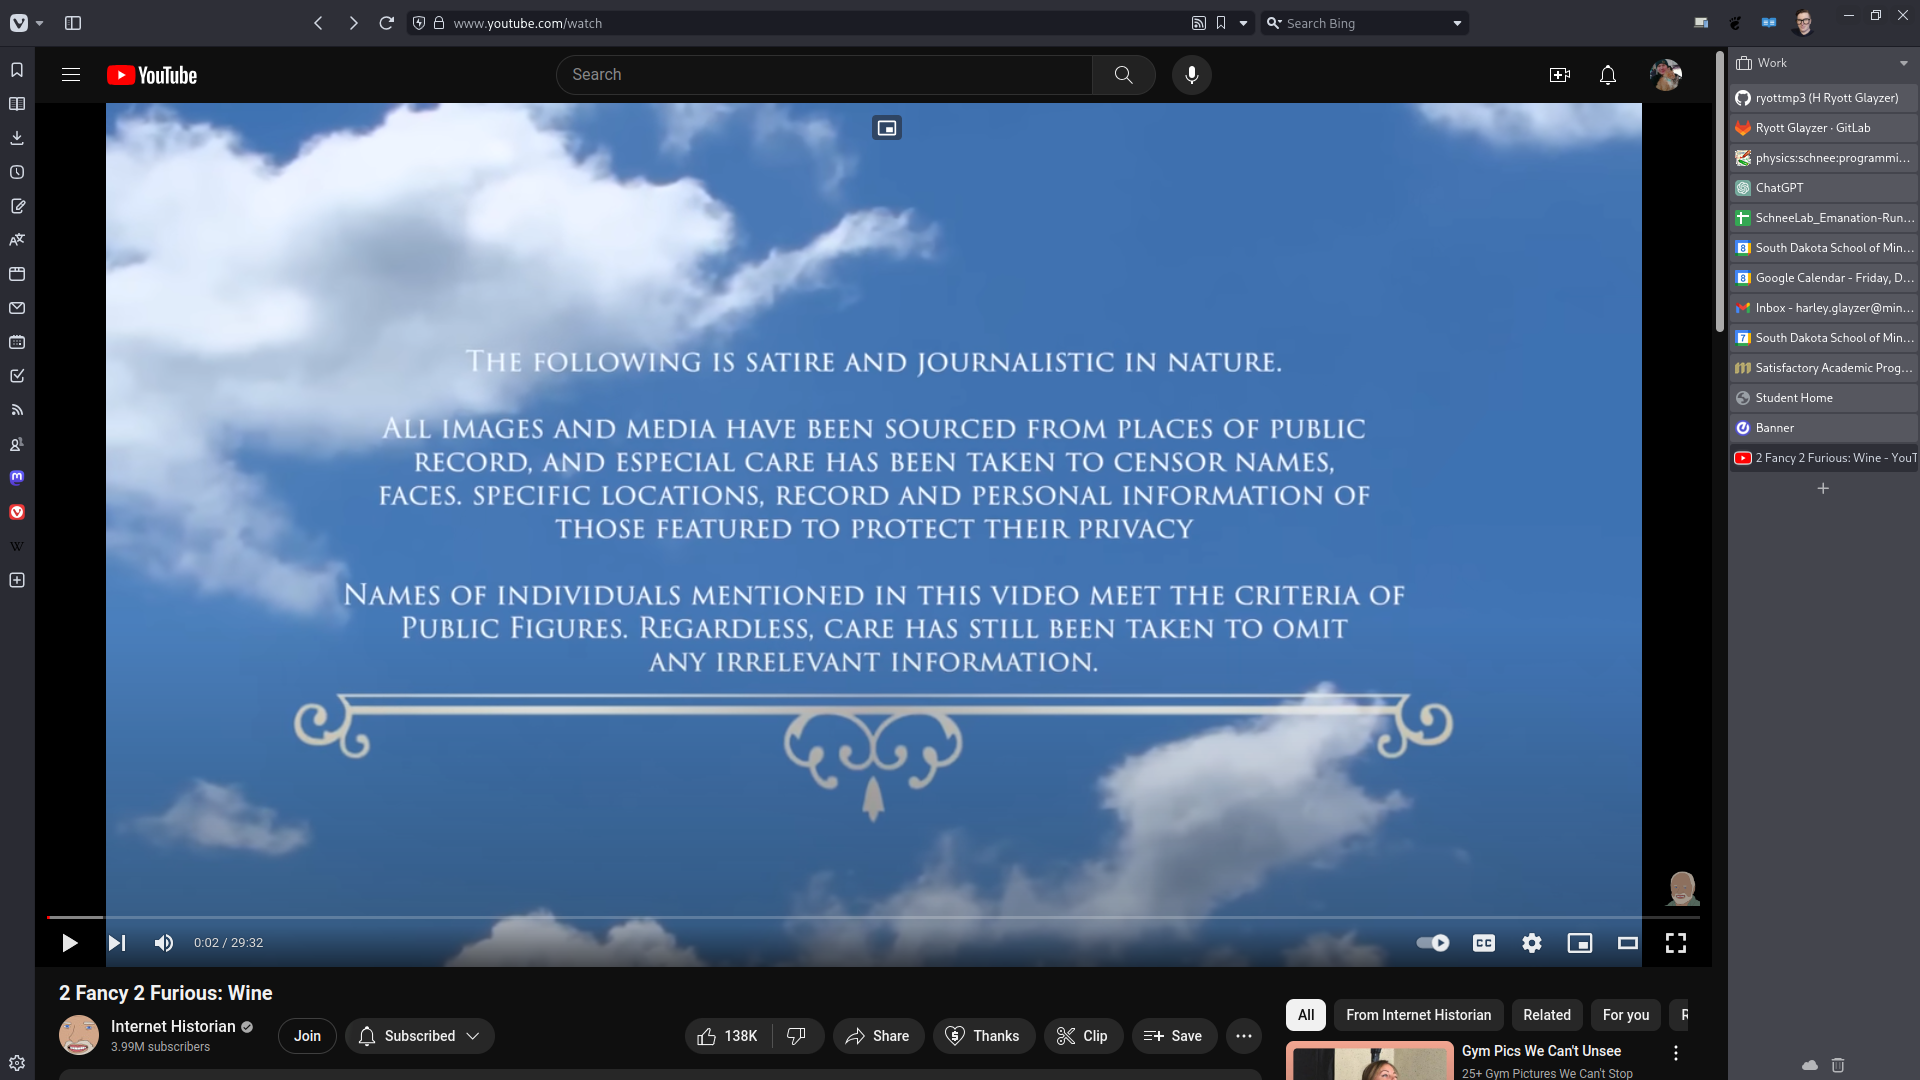 www.youtube.com/watch
Search Bing
YouTube
Search
Work
ryottmp3 (H Ryott Glayzer)
Ryott Glayzer · GitLab
physics:schnee:programmi...
ChatGPT
SchneeLab_Emanation-Run...
8 South Dakota School of Min...
8 Google Calendar - Friday, D...
Inbox - harley.glayzer@min...
7 South Dakota School of Min...
Satisfactory Academic Prog...
Student Home
Banner
2 Fancy 2 Furious: Wine - YouT
W
The following is satire and journalistic in nature.
All images and media have been sourced from places of public
record, and especial care has been taken to censor names,
faces. specific locations, record and personal information of
those featured to protect their privacy
Names of individuals mentioned in this video meet the criteria of
Public Figures. Regardless, care has still been taken to omit
any irrelevant information.
0:02 / 29:32
CC
2 Fancy 2 Furious: Wine
Internet Historian
3.99M subscribers
Join
Subscribed
138K
Share
Thanks
Clip
Save
All
From Internet Historian
Related
For you
R
Gym Pics We Can't Unsee
25+ Gym Pictures We Can't Stop